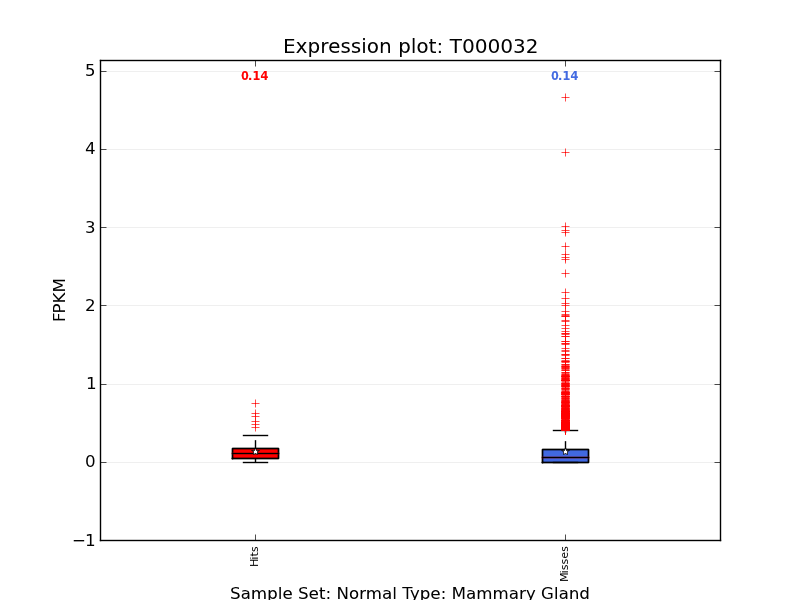 Expression plot: T000032
0.14
0.14
5
4
3
2
1
0
−1
FPKM
Hits
Misses
Sample Set: Normal Type: Mammary Gland